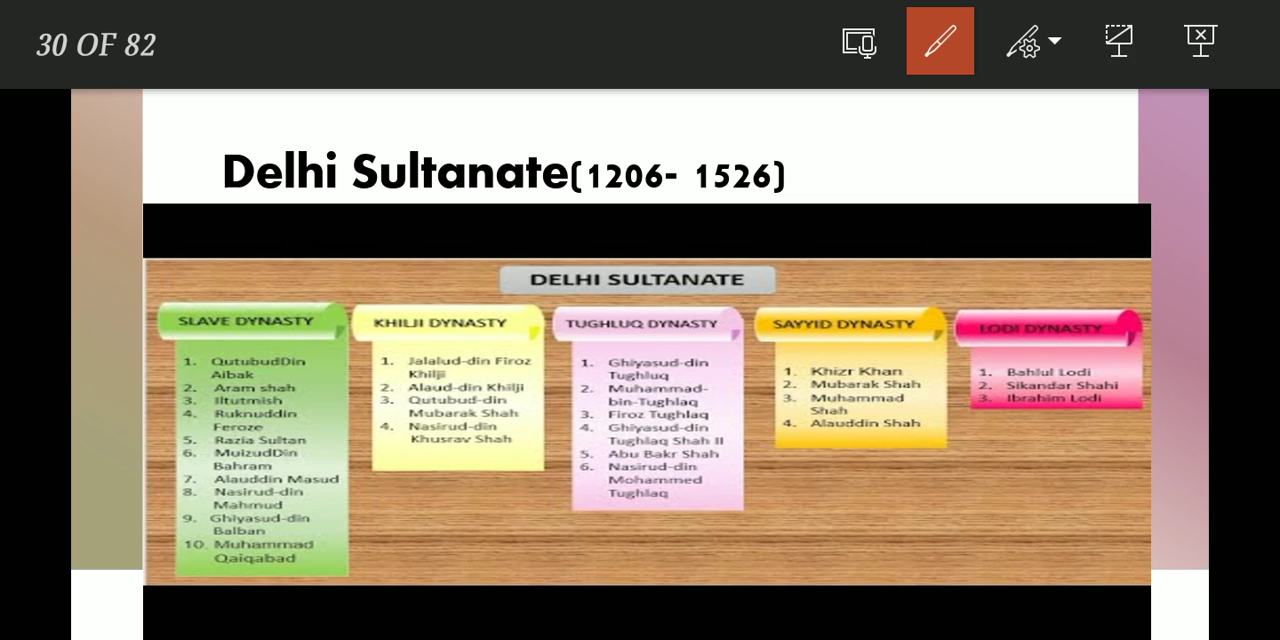 30 OF 82
Delhi Sultanate(1206- 1526)
DELHI SULTANATE
SLAVE DYNASTY
1. QutubudDin
Aibak
2. Aram shah
3. Iltutmish
4. Ruknuddin
Feroze
5. Razia Sultan
6. MuizudDin
Bahram
7. Alauddin Masud
8. Nasirud-din
Mahmud
9. Ghiyasud-din
Balban
10. Muhammad
Qaiqabad
KHILJI DYNASTY
1. Jalalud-din Firoz
Khilji
2. Alaud-din Khilji
3. Qutubud-din
Mubarak Shah
4. Nasirud-din
Khusrav Shah
TUGHLUQ DYNASTY
1. Ghiyasud-din
Tughluq
2. Muhammad-
bin-Tughlaq
3. Firoz Tughlaq
4. Ghiyasud-din
Tughlaq Shah II
5. Abu Bakr Shah
6. Nasirud-din
Mohammed
Tughlaq
SAYYID DYNASTY
1. Khizr Khan
2. Mubarak Shah
3. Muhammad
Shah
4. Alauddin Shah
LODI DYNASTY
1. Bahlul Lodi
2. Sikandar Shahi
3. Ibrahim Lodi